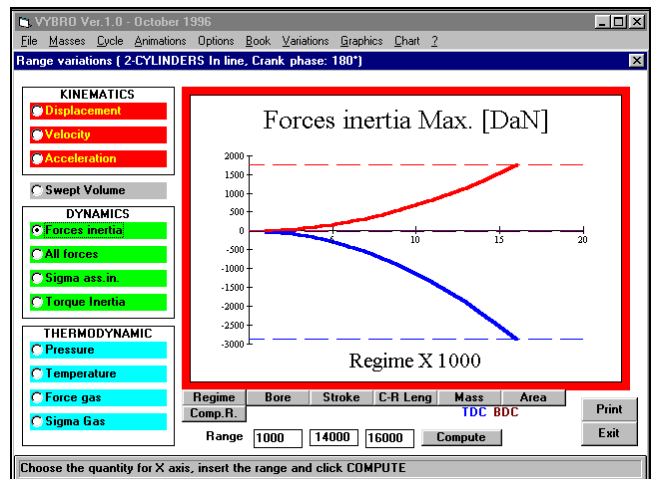 VYBRO Ver.1.0 - October 1996
File Masses Cycle Animations Options Book Variations Graphics Chart ?
Range variations ( 2-CYLINDERS In line, Crank phase: 180°)
KINEMATICS
Displacement
Velocity
Acceleration
Swept Volume
DYNAMICS
Forces inertia
All forces
Sigma ass.in.
Torque Inertia
THERMODYNAMIC
Pressure
Temperature
Force gas
Sigma Gas
Forces inertia Max. [DaN]
2000
1500
1000
500
0
-500
-1000
-1500
-2000
-2500
-3000
5 10 15 20
Regime X 1000
Regime Bore Stroke C-R Leng Mass Area
Comp.R. TDC BDC
Range 1000 14000 16000 Compute
Print
Exit
Choose the quantity for X axis, insert the range and click COMPUTE